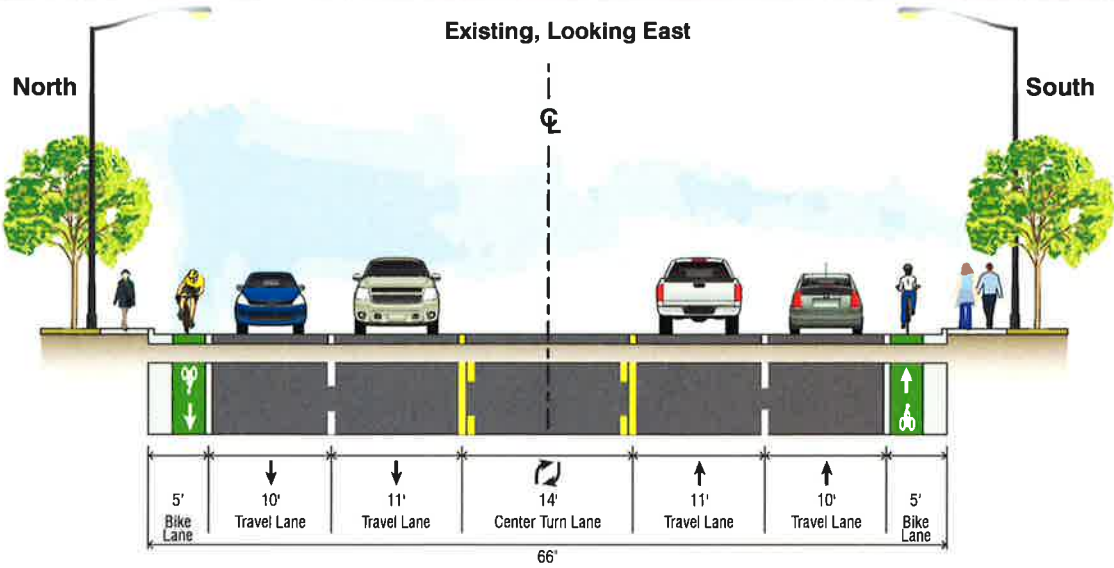 Existing, Looking East
North
South
℄
5'
Bike
Lane
10'
Travel Lane
11'
Travel Lane
14'
Center Turn Lane
11'
Travel Lane
10'
Travel Lane
5'
Bike
Lane
66'